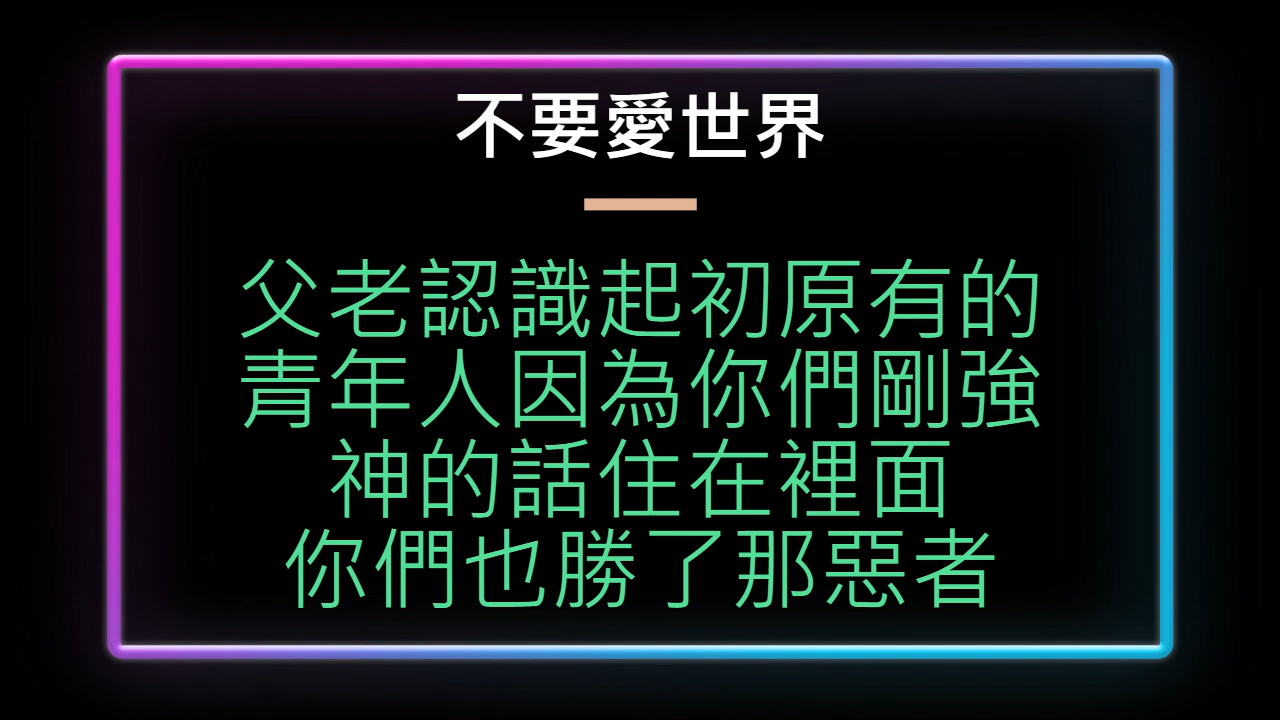 不要愛世界
父老認識起初原有的
青年人因為你們剛強
神的話住在裡面
你們也勝了那惡者